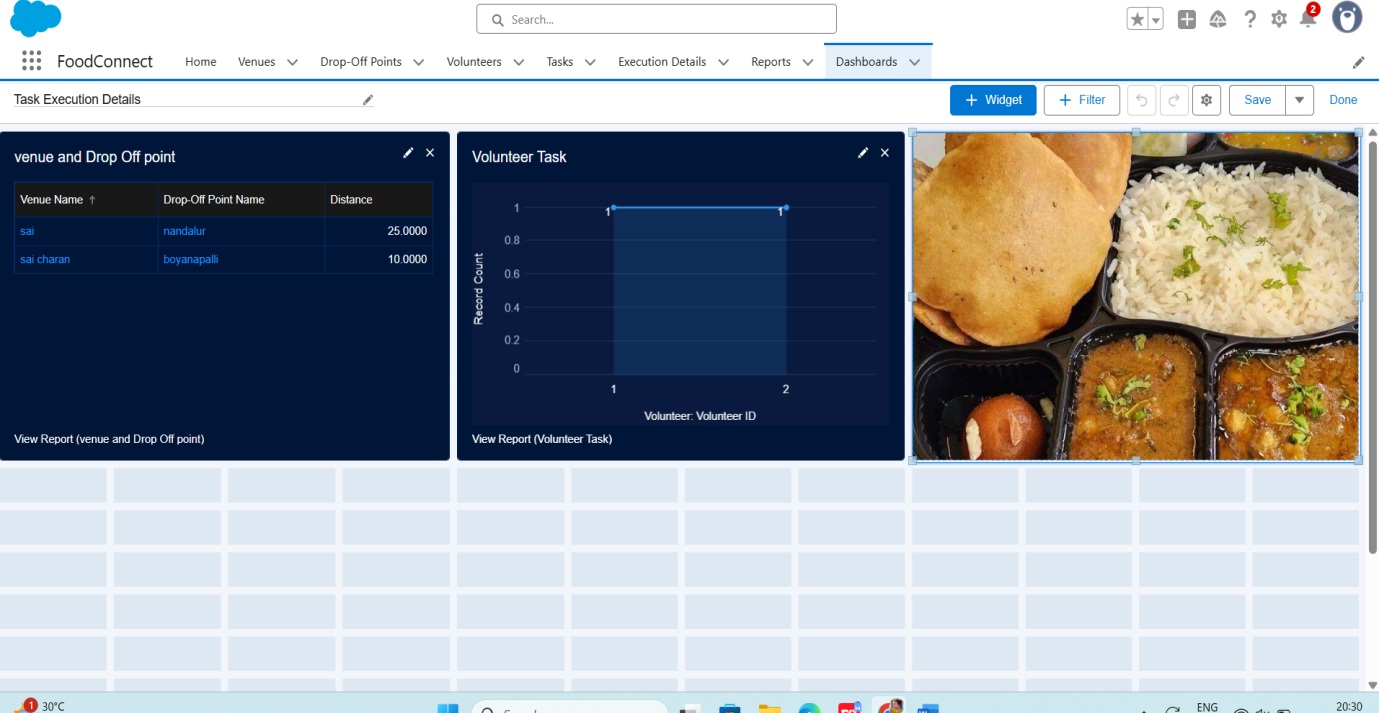 Search...
2
FoodConnect
Home
Venues
Drop-Off Points
Volunteers
Tasks
Execution Details
Reports
Dashboards
Task Execution Details
+ Widget
+ Filter
Save
Done
venue and Drop Off point
Venue Name ↑ Drop-Off Point Name Distance
sai nandalur 25.0000
sai charan boyanapalli 10.0000
View Report (venue and Drop Off point)
Volunteer Task
Record Count
1
0.8
0.6
0.4
0.2
0
1
1
1
2
Volunteer: Volunteer ID
View Report (Volunteer Task)
1
30°C
ENG
20:30